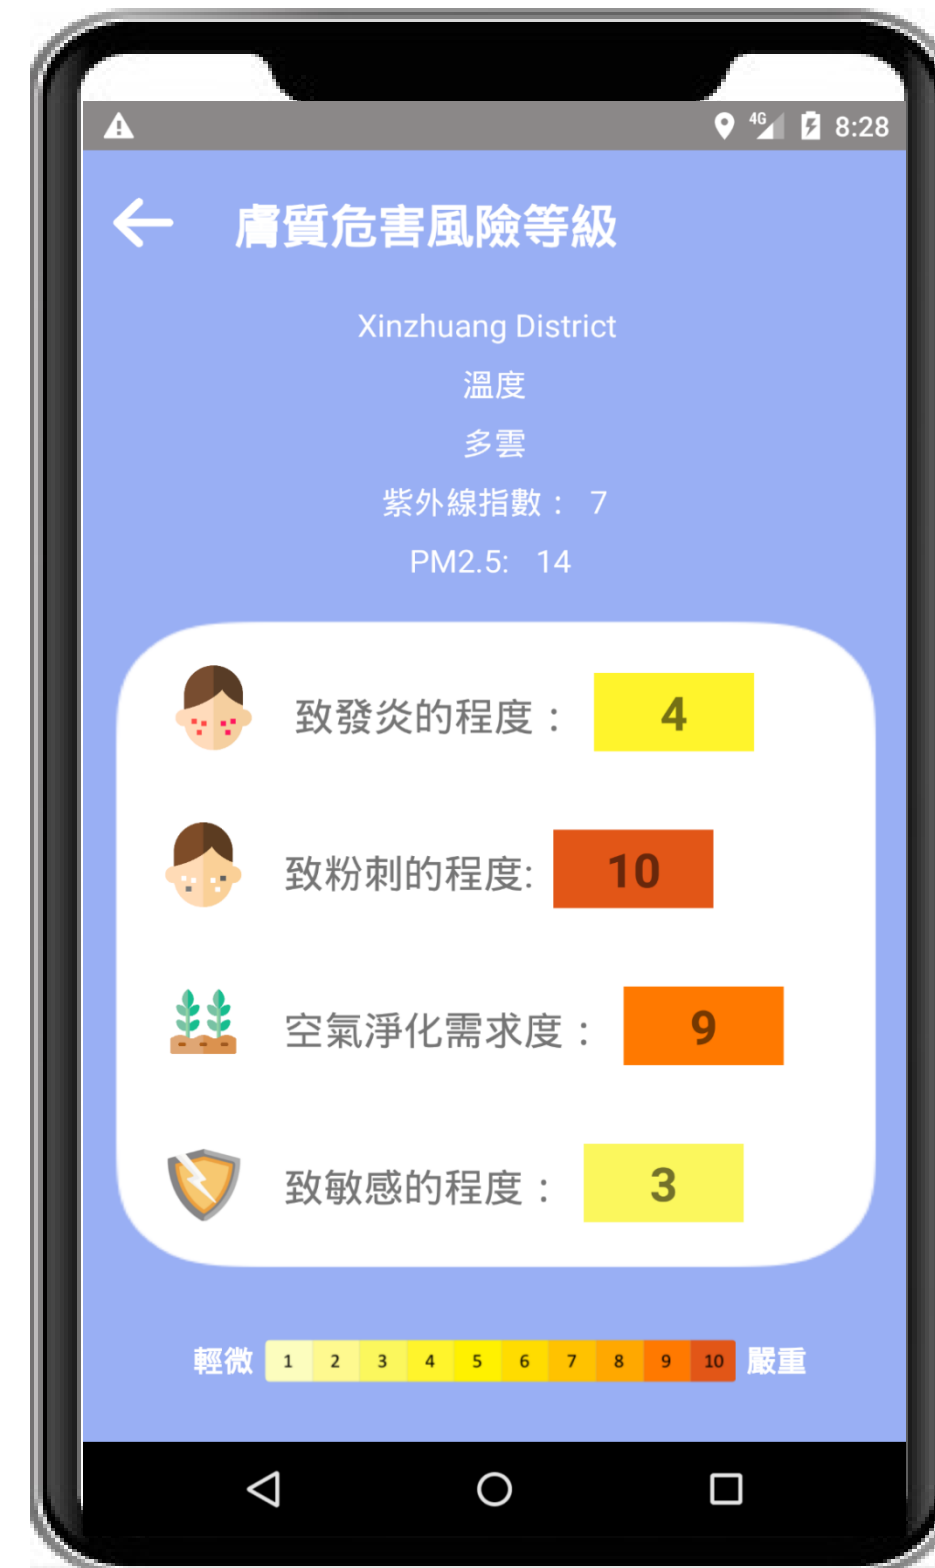 4G 8:28
膚質危害風險等級
Xinzhuang District
溫度
多雲
紫外線指數： 7
PM2.5: 14
致發炎的程度： 4
致粉刺的程度: 10
空氣淨化需求度： 9
致敏感的程度： 3
輕微 1 2 3 4 5 6 7 8 9 10 嚴重